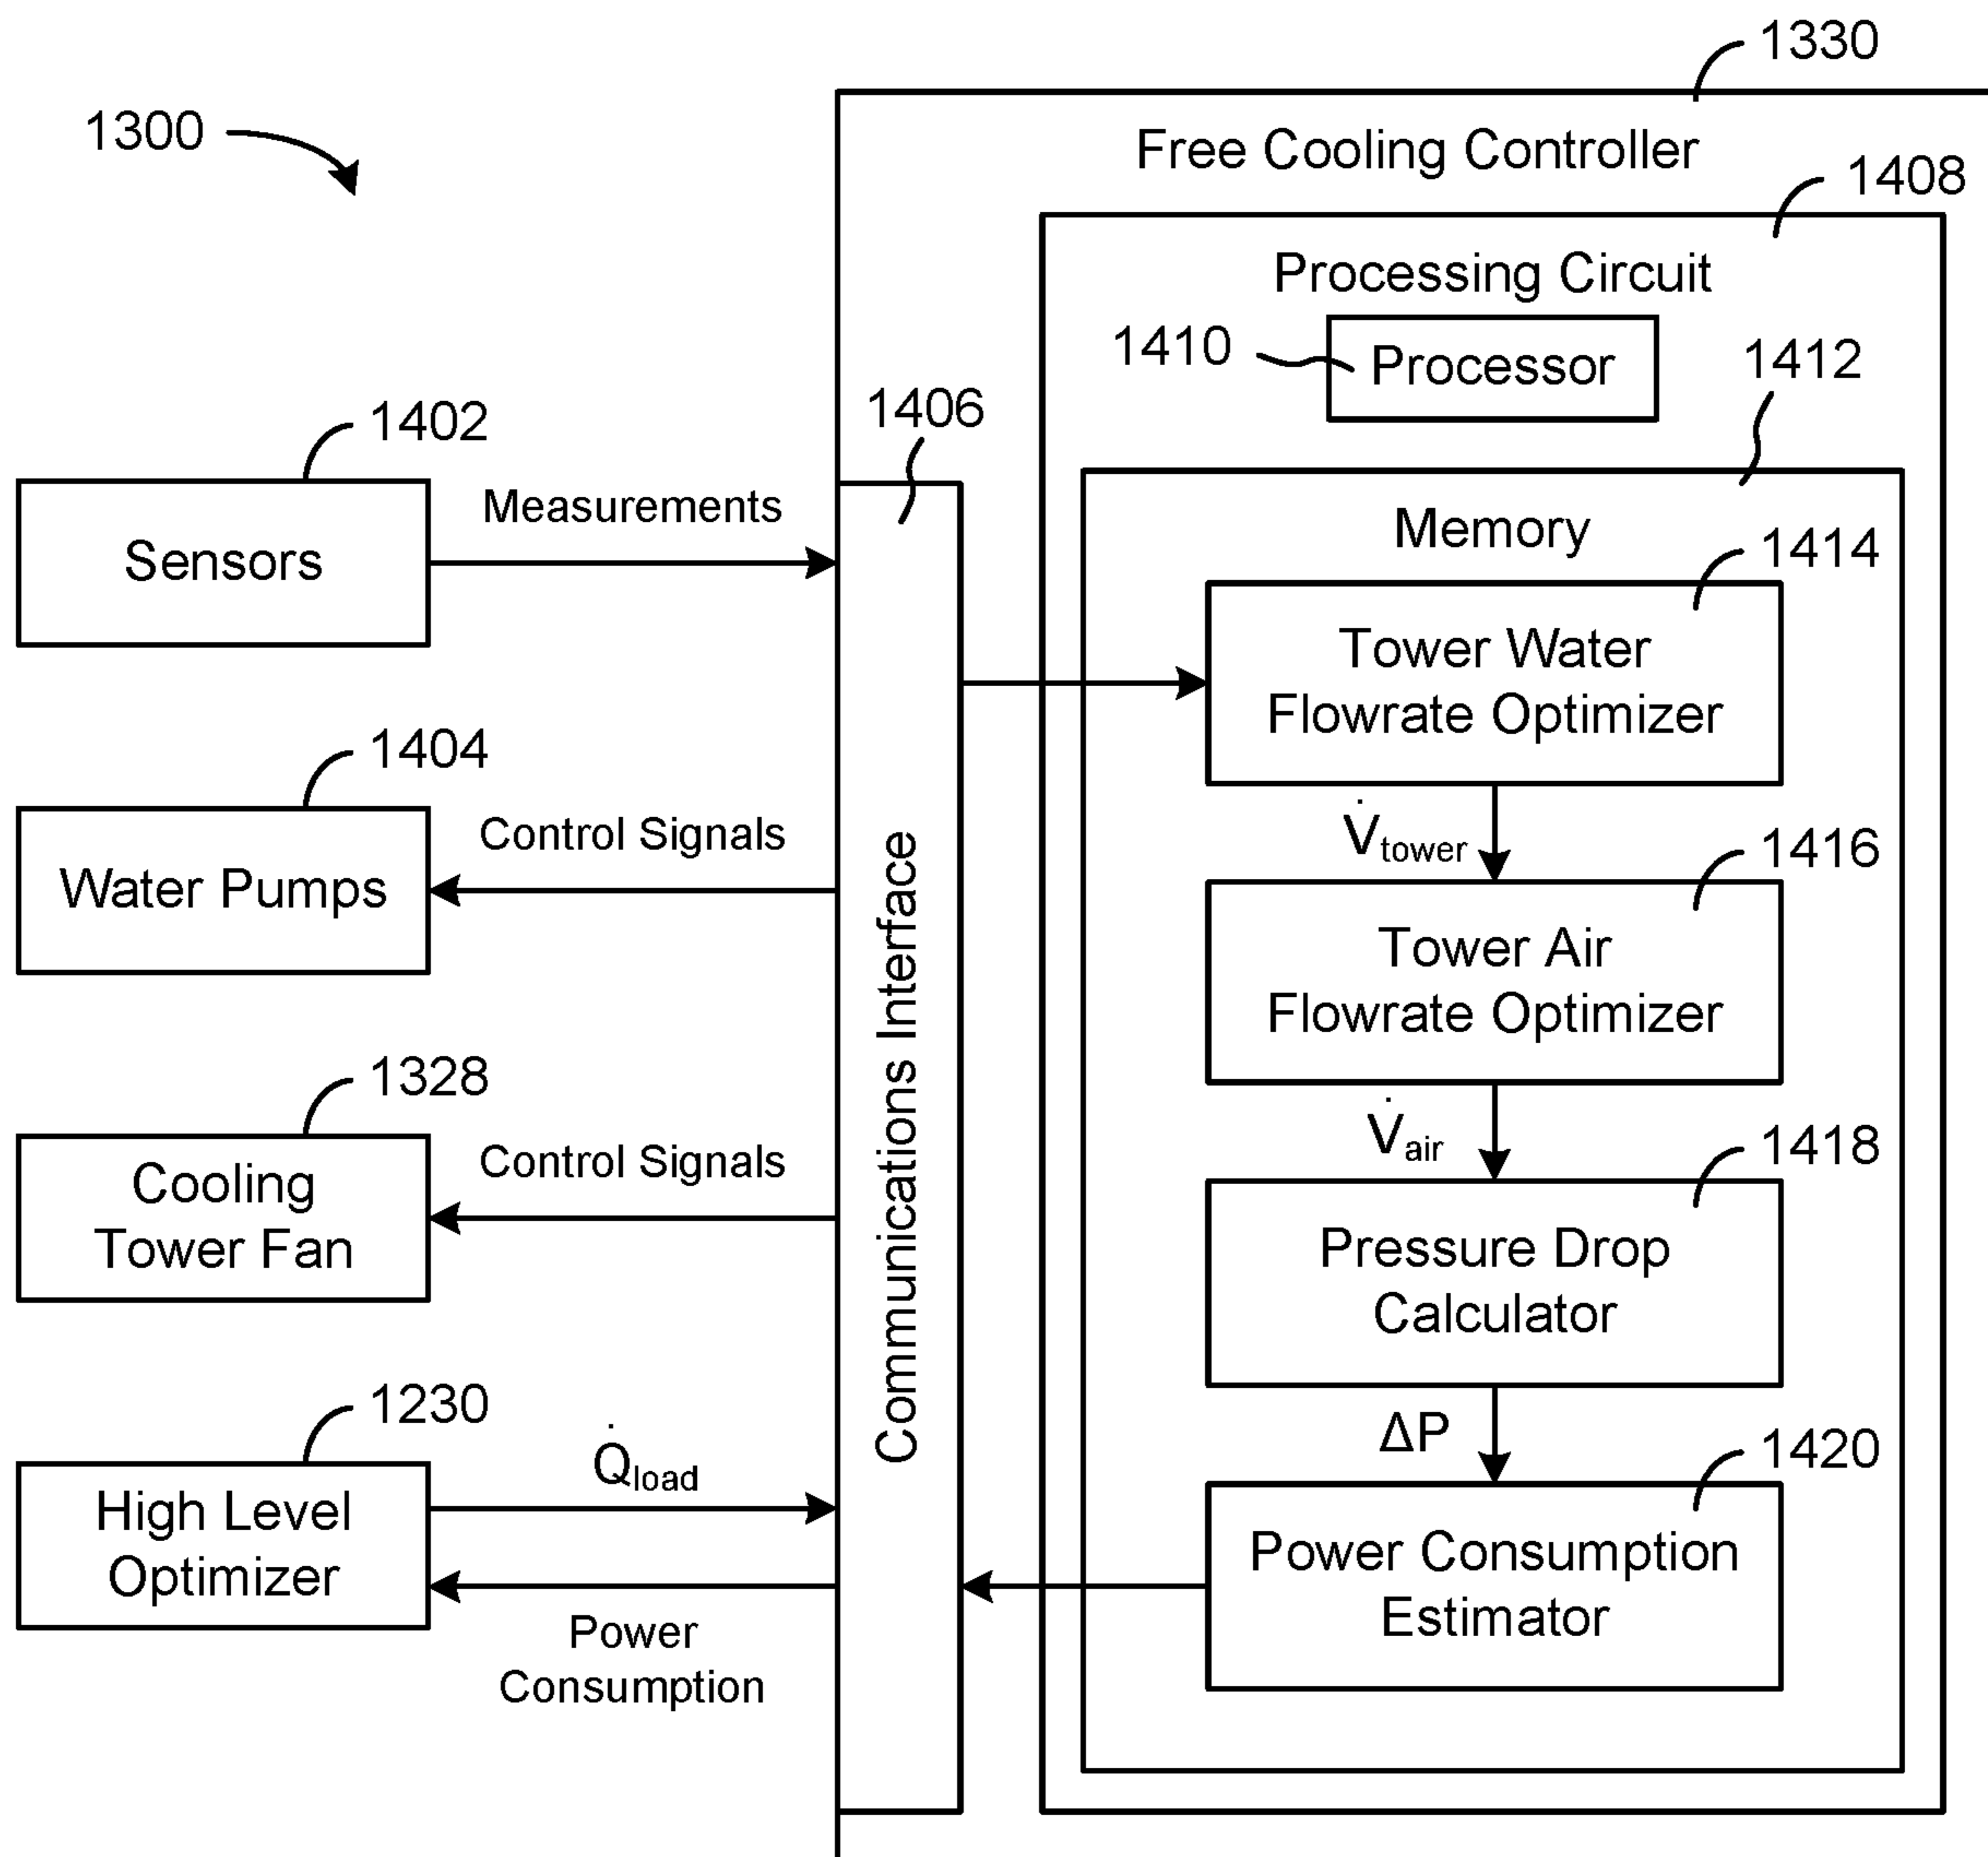 1330
1300
Free Cooling Controller
1408
Processing Circuit
1410
Processor
1412
1406
1402
Sensors
Measurements
Memory
1414
Tower Water
Flowrate Optimizer
1404
Water Pumps
Control Signals
V̇tower
1416
Tower Air
Flowrate Optimizer
Communications Interface
1328
Cooling
Tower Fan
Control Signals
V̇air
1418
Pressure Drop
Calculator
1230
High Level
Optimizer
Q̇load
Power
Consumption
ΔP
1420
Power Consumption
Estimator